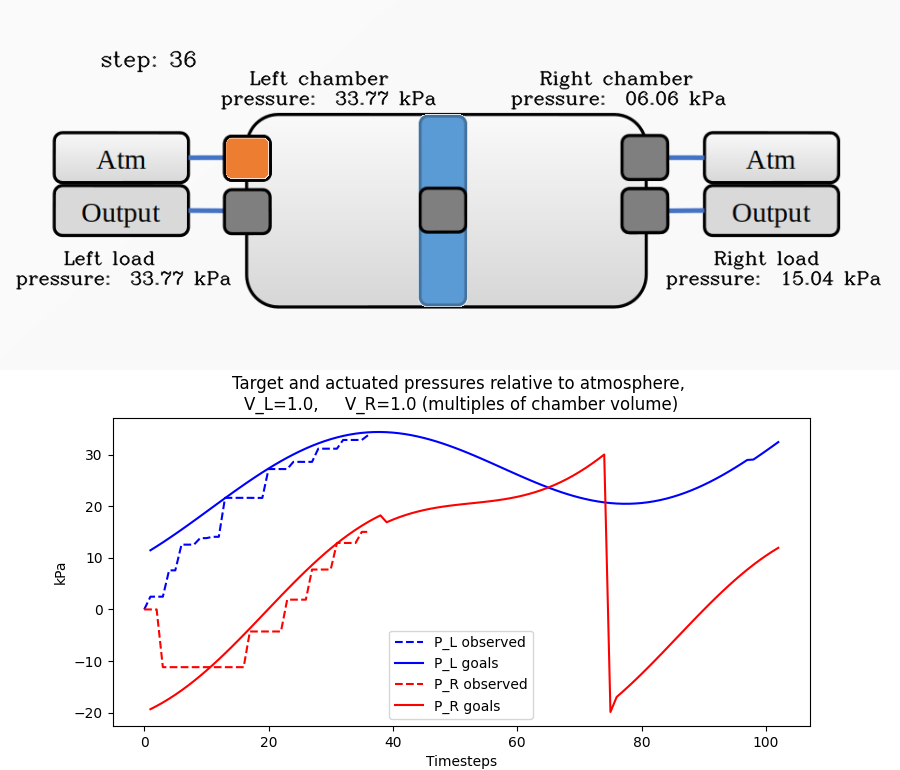 step: 36
Left chamber
pressure: 33.77 kPa
Right chamber
pressure: 06.06 kPa
Atm
Output
Atm
Output
Left load
pressure: 33.77 kPa
Right load
pressure: 15.04 kPa
Target and actuated pressures relative to atmosphere,
V_L=1.0, V_R=1.0 (multiples of chamber volume)
kPa
30
20
10
0
−10
−20
P_L observed
P_L goals
P_R observed
P_R goals
0 20 40 60 80 100
Timesteps